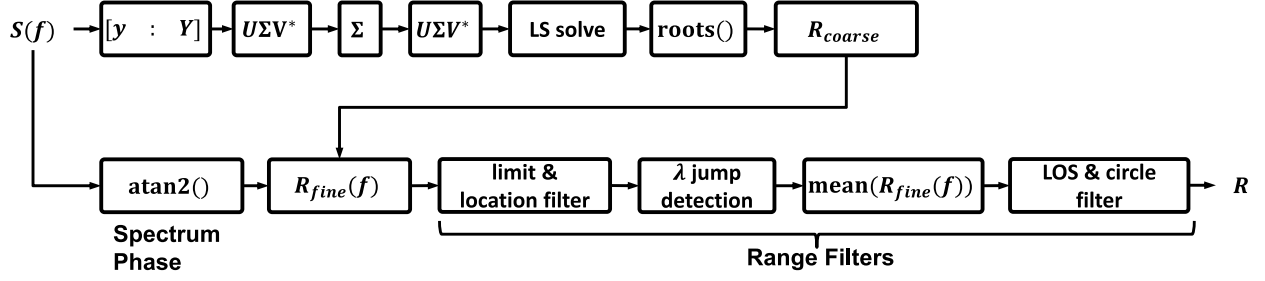 S(f)
[y : Y]
UΣV*
Σ
UΣV*
LS solve
roots()
R_coarse
atan2()
R_fine(f)
limit &
location filter
λ jump
detection
mean(R_fine(f))
LOS & circle
filter
R
Spectrum
Phase
Range Filters